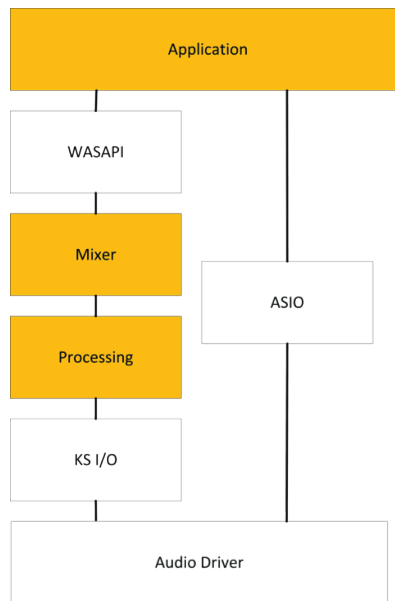 Application
WASAPI
Mixer
ASIO
Processing
KS I/O
Audio Driver